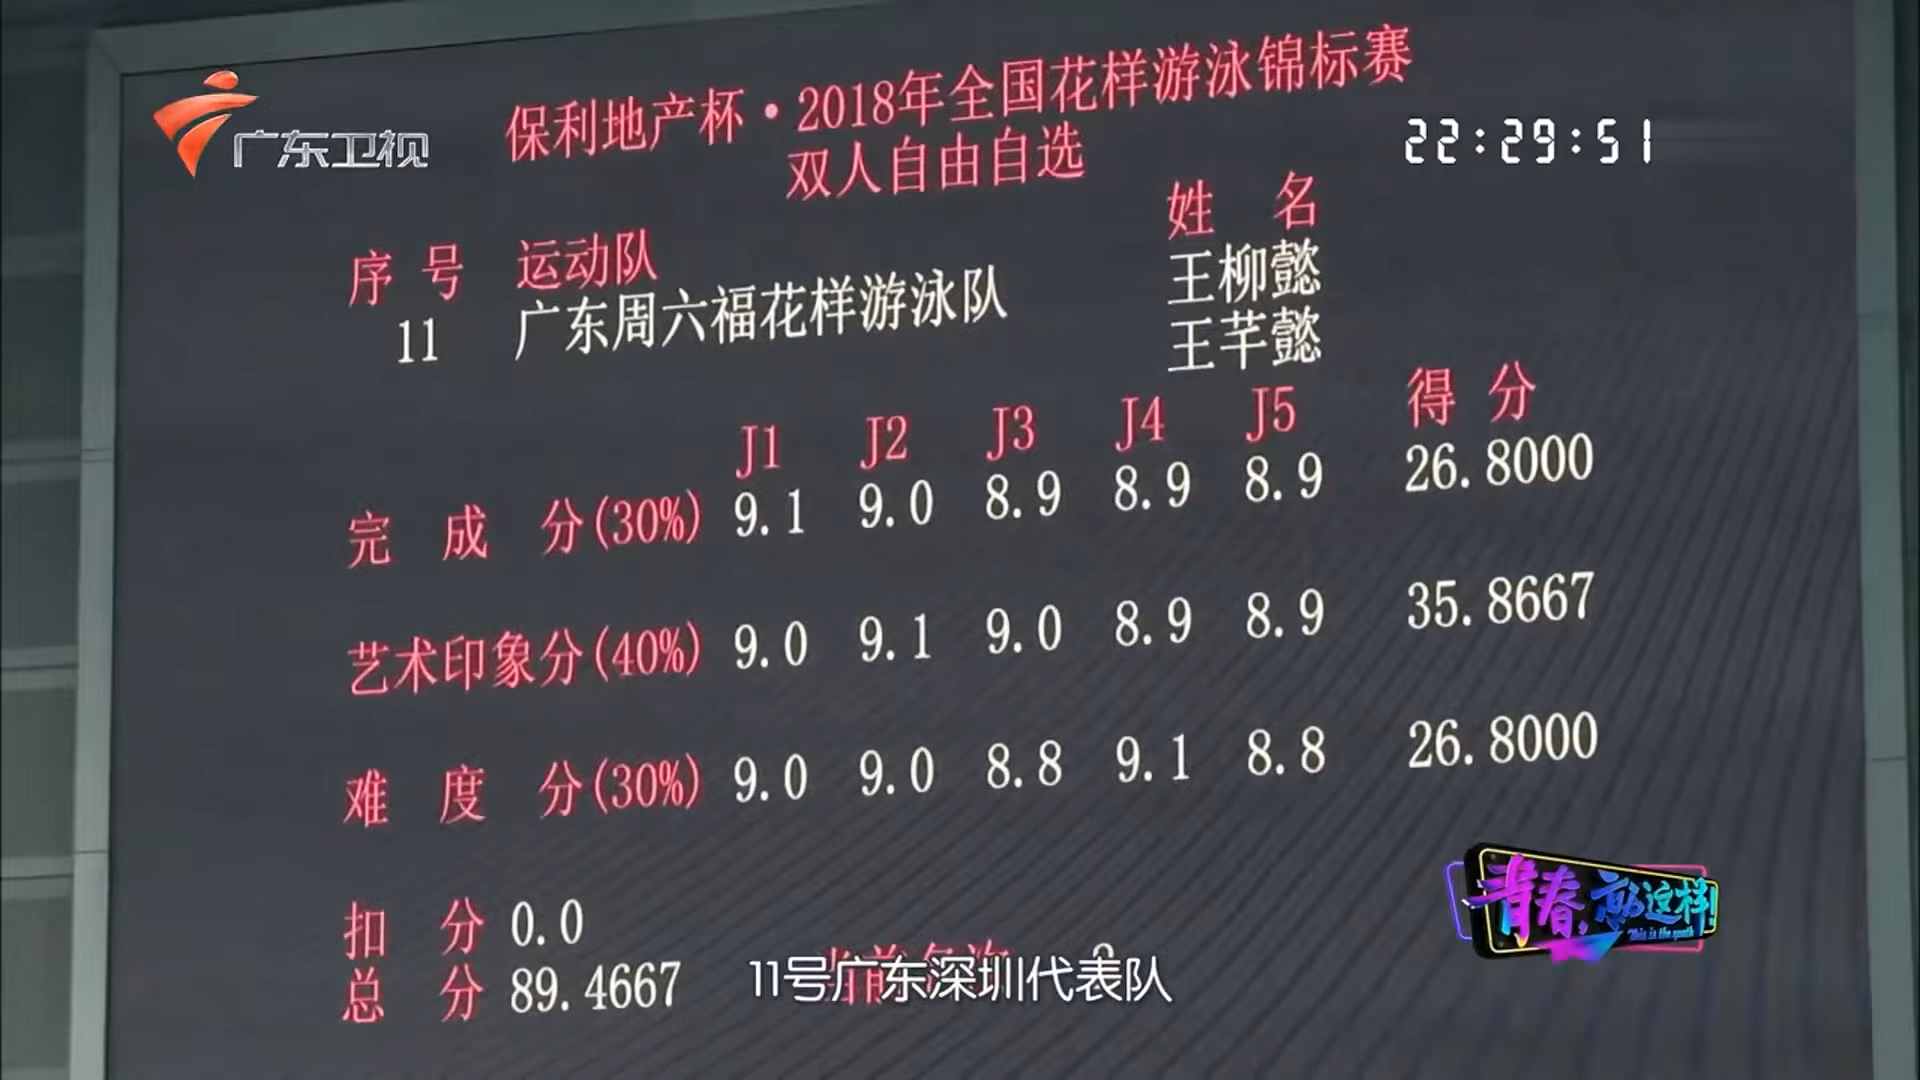 保利地产杯·2018年全国花样游泳锦标赛
广东卫视
22:29:51
双人自由自选
序 号 运动队 姓 名
11 广东周六福花样游泳队 王柳懿
王芊懿
J1 J2 J3 J4 J5 得 分
完 成 分(30%) 9.1 9.0 8.9 8.9 8.9 26.8000
艺术印象分(40%) 9.0 9.1 9.0 8.9 8.9 35.8667
难 度 分(30%) 9.0 9.0 8.8 9.1 8.8 26.8000
青春,就这样!
This is the youth
扣 分 0.0
总 分 89.4667
11号广东深圳代表队